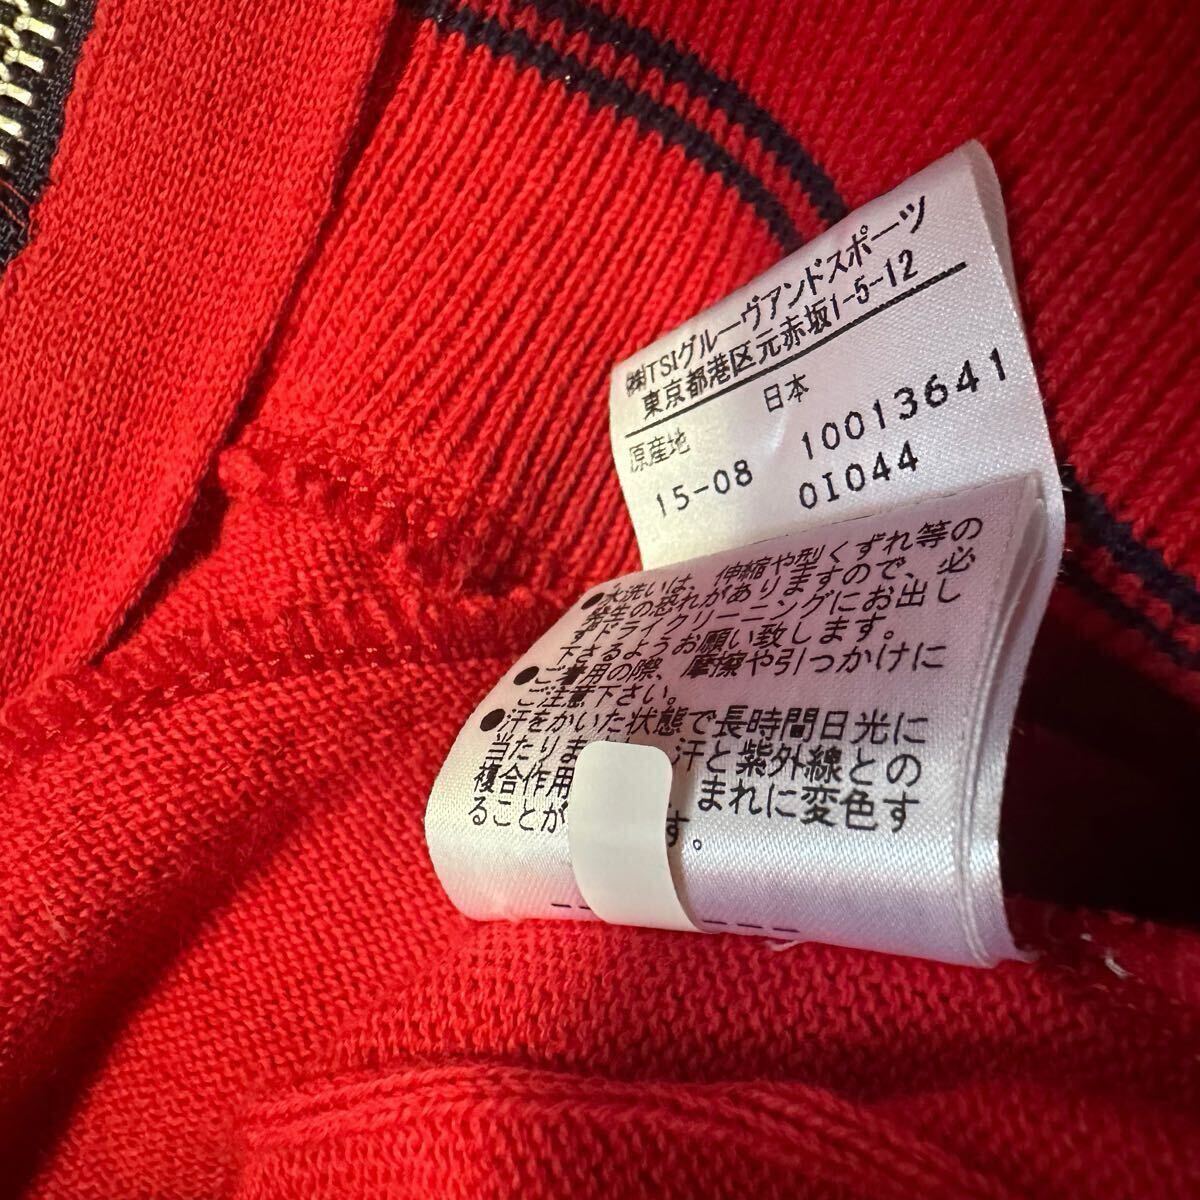 ㈱TSIグルーヴアンドスポーツ
東京都港区元赤坂1-5-12
原産地 日本
15-08 10013641
01044
●水洗いは、伸縮や型くずれ等の
発生の恐れがありますので、必
ずドライクリーニングにお出し
下さるようお願い致します。
●ご着用の際、摩擦や引っかけに
ご注意下さい。
●汗をかいた状態で長時間日光に
当たりま 汗と紫外線との
複合作用 まれに変色す
ることが す。